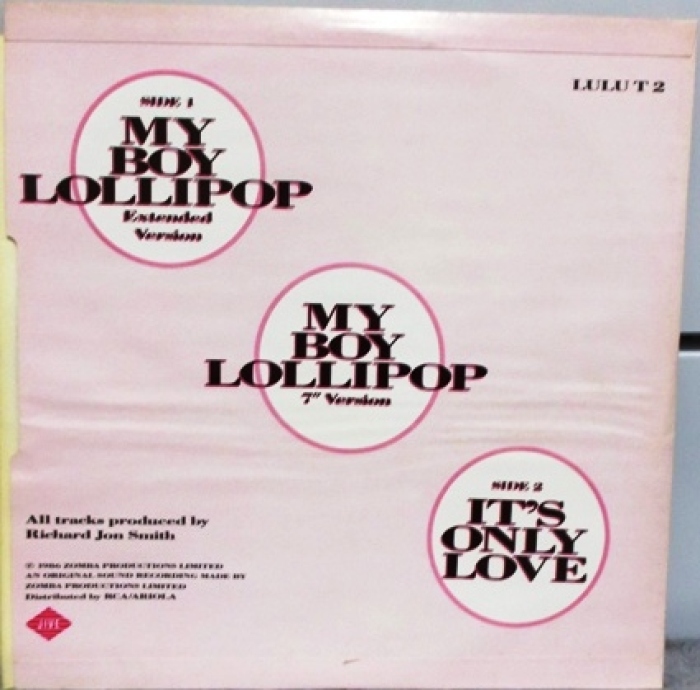 LULU T 2
SIDE 1
MY
BOY
LOLLIPOP
Extended
Version
MY
BOY
LOLLIPOP
7" Version
SIDE 2
IT'S
ONLY
LOVE
All tracks produced by
Richard Jon Smith
℗ 1986 ZOMBA PRODUCTIONS LIMITED
AN ORIGINAL SOUND RECORDING MADE BY
ZOMBA PRODUCTIONS LIMITED
Distributed by RCA/ARIOLA
JIVE